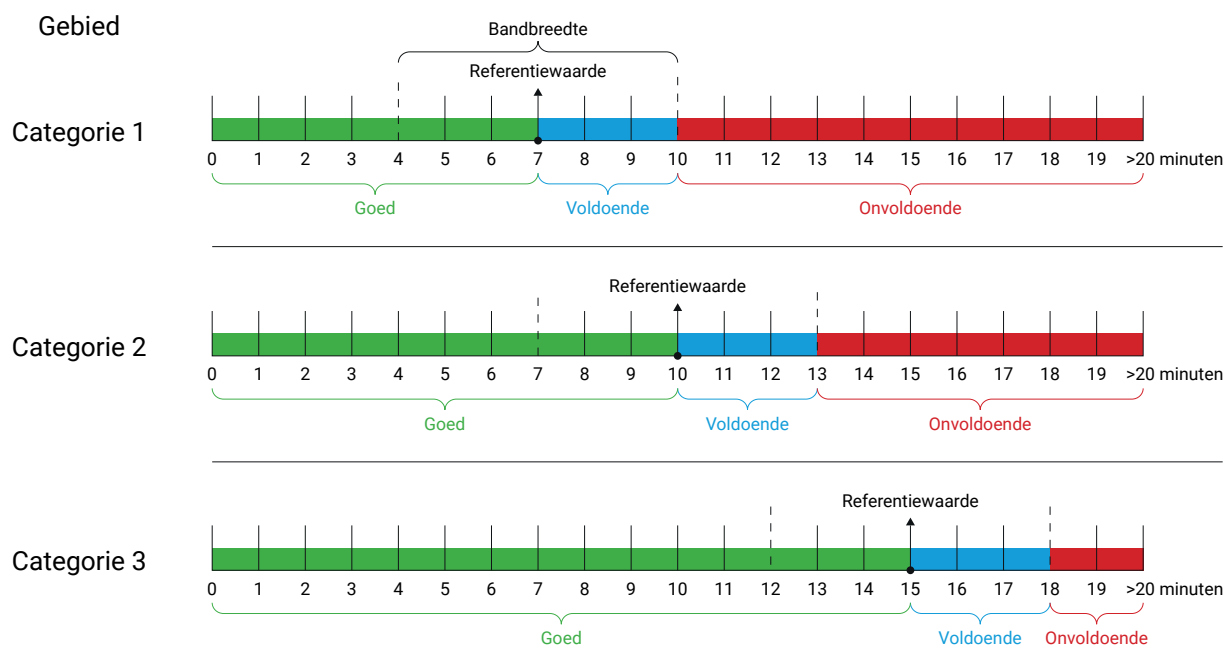 Gebied
Bandbreedte
Referentiewaarde
Categorie 1
0 1 2 3 4 5 6 7 8 9 10 11 12 13 14 15 16 17 18 19 >20 minuten
Goed Voldoende Onvoldoende
Referentiewaarde
Categorie 2
0 1 2 3 4 5 6 7 8 9 10 11 12 13 14 15 16 17 18 19 >20 minuten
Goed Voldoende Onvoldoende
Referentiewaarde
Categorie 3
0 1 2 3 4 5 6 7 8 9 10 11 12 13 14 15 16 17 18 19 >20 minuten
Goed Voldoende Onvoldoende